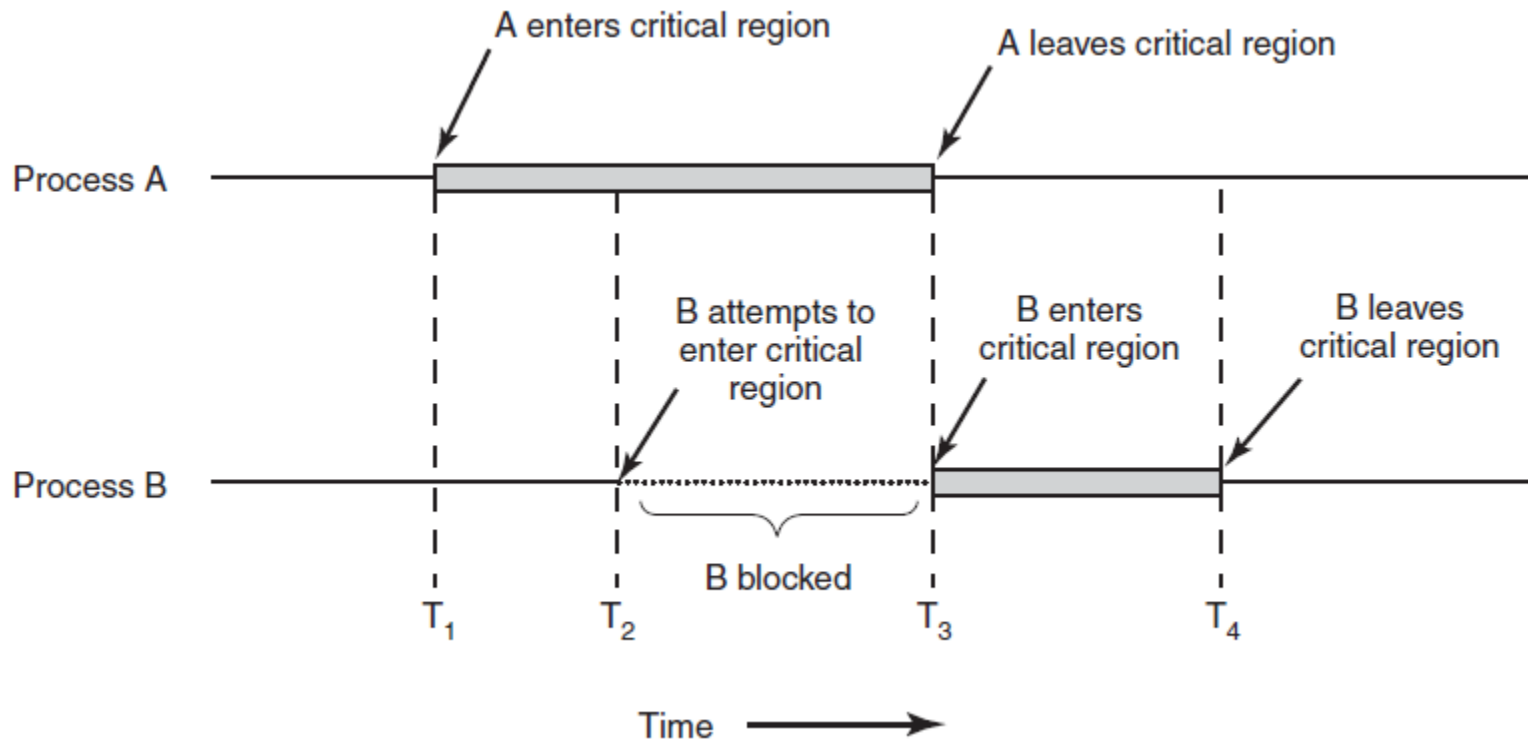 A enters critical region
A leaves critical region
Process A
B attempts to
enter critical
region
B enters
critical region
B leaves
critical region
Process B
B blocked
T1
T2
T3
T4
Time